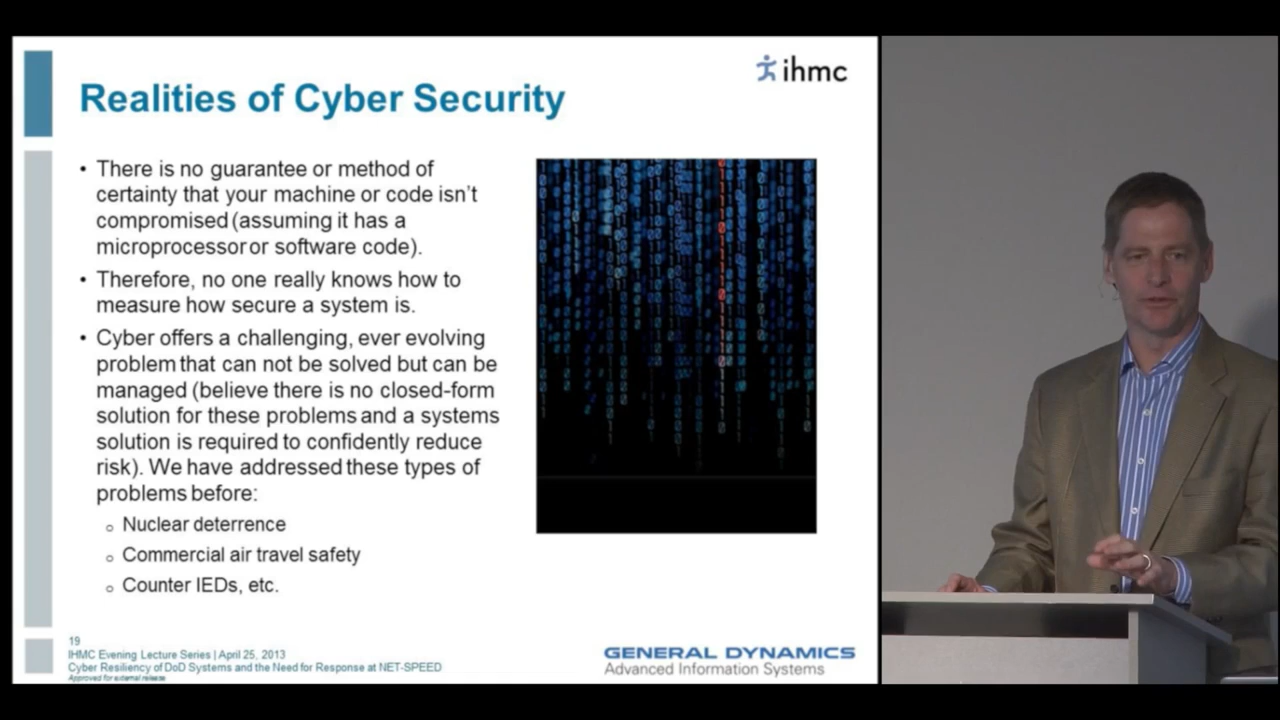 ihmc
Realities of Cyber Security
• There is no guarantee or method of
certainty that your machine or code isn't
compromised (assuming it has a
microprocessor or software code).
• Therefore, no one really knows how to
measure how secure a system is.
• Cyber offers a challenging, ever evolving
problem that can not be solved but can be
managed (believe there is no closed-form
solution for these problems and a systems
solution is required to confidently reduce
risk). We have addressed these types of
problems before:
o Nuclear deterrence
o Commercial air travel safety
o Counter IEDs, etc.
19
IHMC Evening Lecture Series | April 25, 2013
Cyber Resiliency of DoD Systems and the Need for Response at NET-SPEED
Approved for external release
GENERAL DYNAMICS
Advanced Information Systems